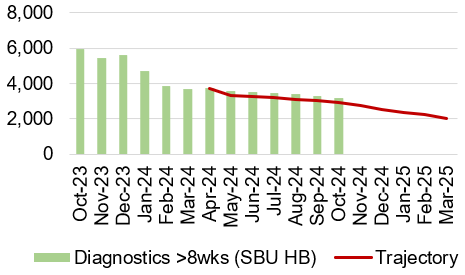 8,000
6,000
4,000
2,000
0
Oct-23
Nov-23
Dec-23
Jan-24
Feb-24
Mar-24
Apr-24
May-24
Jun-24
Jul-24
Aug-24
Sep-24
Oct-24
Nov-24
Dec-24
Jan-25
Feb-25
Mar-25
Diagnostics >8wks (SBU HB) Trajectory